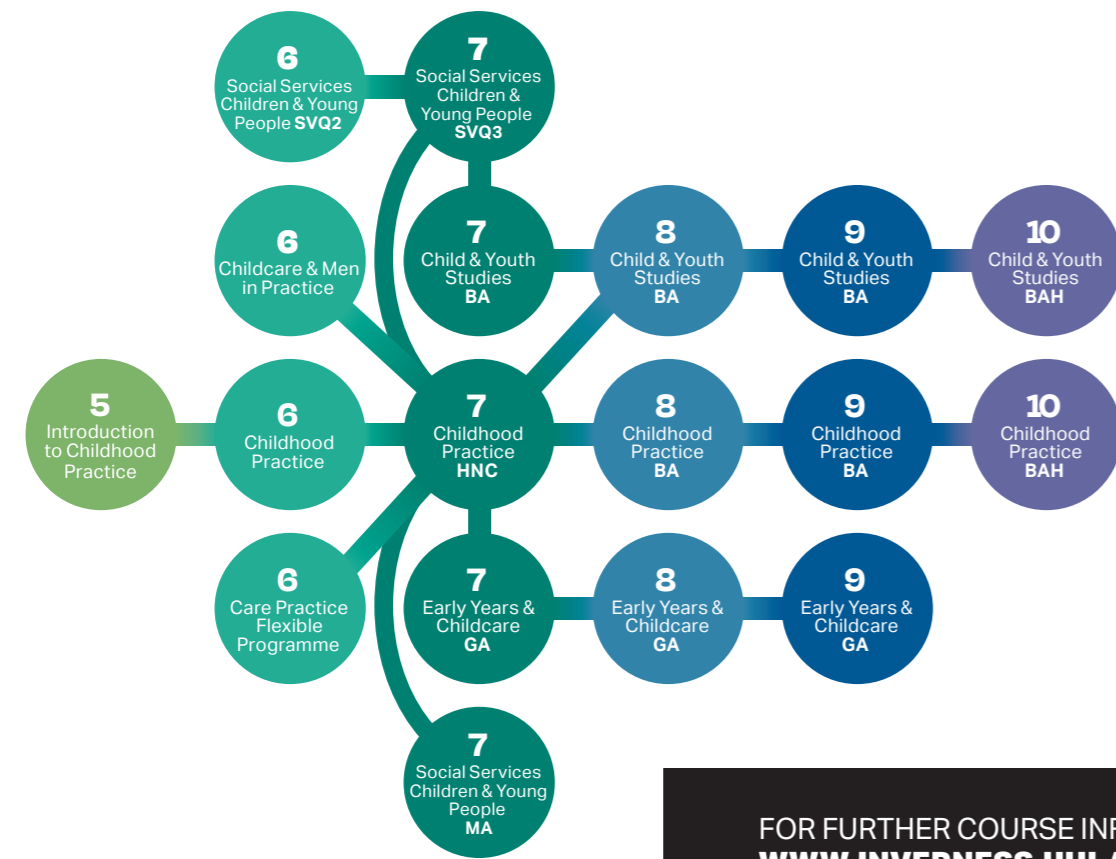 6
Social Services
Children & Young
People SVQ2
7
Social Services
Children &
Young People
SVQ3
6
Childcare & Men
in Practice
7
Child & Youth
Studies
BA
8
Child & Youth
Studies
BA
9
Child & Youth
Studies
BA
10
Child & Youth
Studies
BAH
5
Introduction
to Childhood
Practice
6
Childhood
Practice
7
Childhood
Practice
HNC
8
Childhood
Practice
BA
9
Childhood
Practice
BA
10
Childhood
Practice
BAH
6
Care Practice
Flexible
Programme
7
Early Years &
Childcare
GA
8
Early Years &
Childcare
GA
9
Early Years &
Childcare
GA
7
Social Services
Children & Young
People
MA
FOR FURTHER COURSE
WWW.INVERNESS.UHI